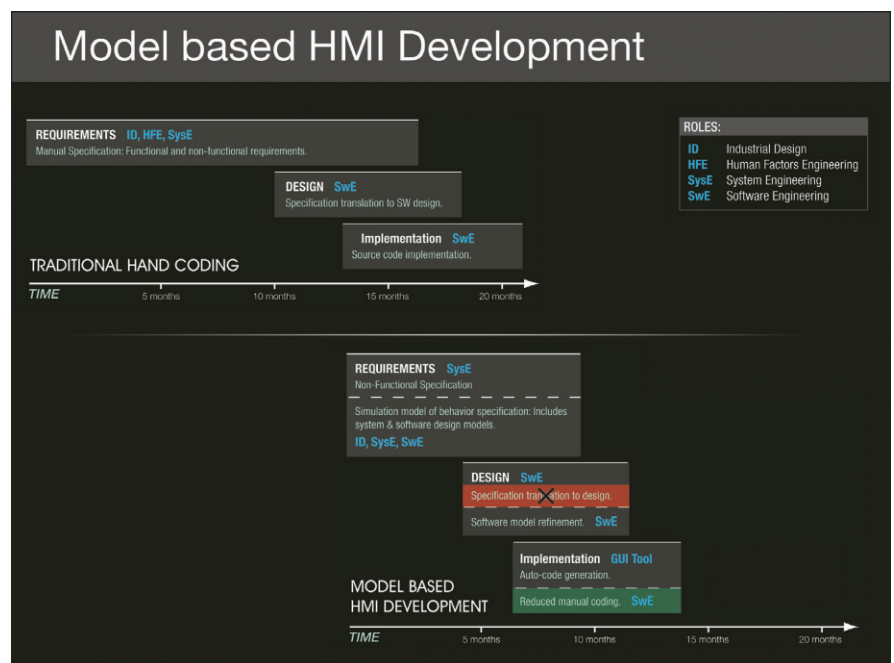 Model based HMI Development
REQUIREMENTS ID, HFE, SysE
Manual Specification: Functional and non-functional requirements.
DESIGN SwE
Specification translation to SW design.
Implementation SwE
Source code implementation.
TRADITIONAL HAND CODING
TIME 5 months 10 months 15 months 20 months
ROLES:
ID Industrial Design
HFE Human Factors Engineering
SysE System Engineering
SwE Software Engineering
REQUIREMENTS SysE
Non-Functional Specification
Simulation model of behavior specification: Includes
system & software design models.
ID, SysE, SwE
DESIGN SwE
Specification translation to design.
Software model refinement. SwE
Implementation GUI Tool
Auto-code generation.
Reduced manual coding. SwE
MODEL BASED
HMI DEVELOPMENT
TIME 5 months 10 months 15 months 20 months